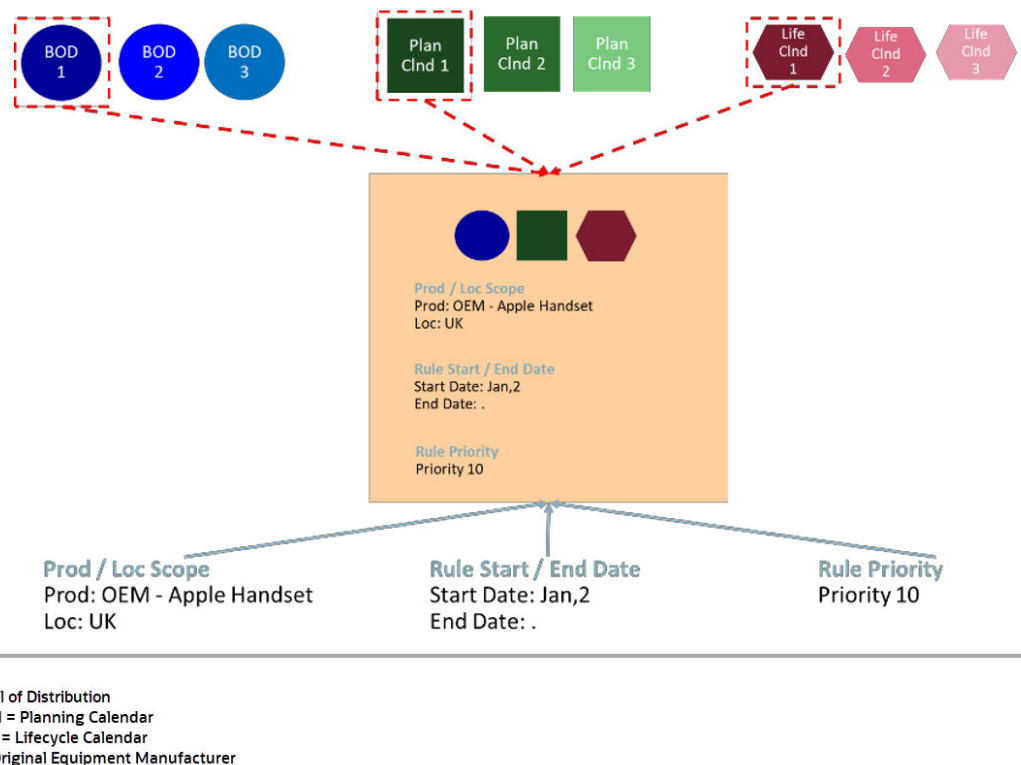 BOD
1
BOD
2
BOD
3
Plan
Clnd 1
Plan
Clnd 2
Plan
Clnd 3
Life
Clnd
1
Life
Clnd
2
Life
Clnd
3
Prod / Loc Scope
Prod: OEM - Apple Handset
Loc: UK
Rule Start / End Date
Start Date: Jan,2
End Date: .
Rule Priority
Priority 10
Prod / Loc Scope
Prod: OEM - Apple Handset
Loc: UK
Rule Start / End Date
Start Date: Jan,2
End Date: .
Rule Priority
Priority 10
of Distribution
= Planning Calendar
= Lifecycle Calendar
Original Equipment Manufacturer